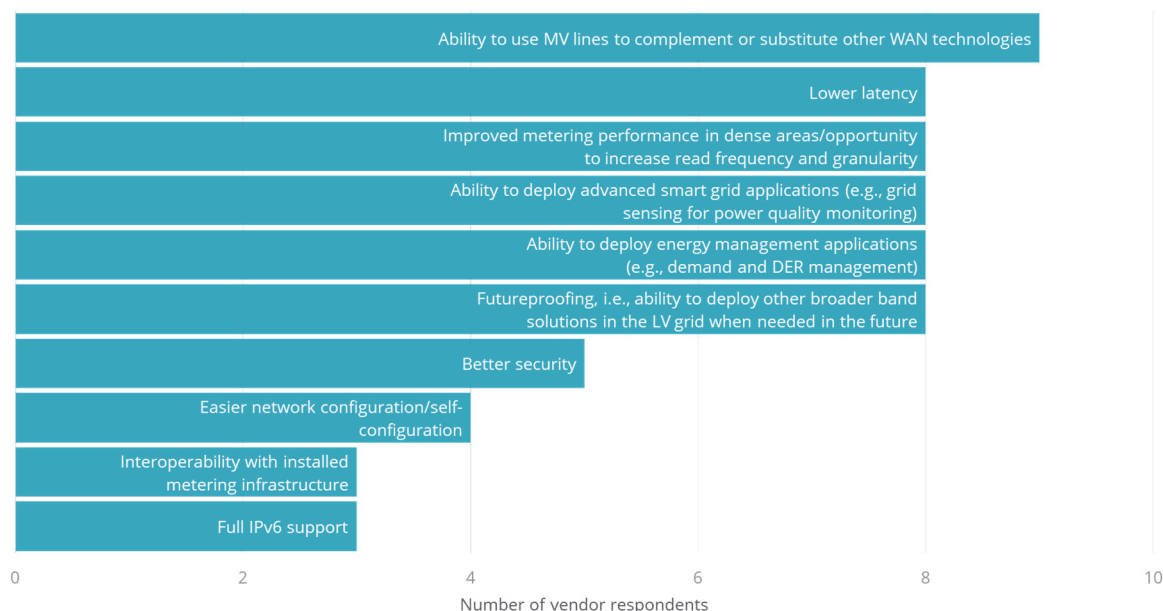 Ability to use MV lines to complement or substitute other WAN technologies
Lower latency
Improved metering performance in dense areas/opportunity
to increase read frequency and granularity
Ability to deploy advanced smart grid applications (e.g., grid
sensing for power quality monitoring)
Ability to deploy energy management applications
(e.g., demand and DER management)
Futureproofing, i.e., ability to deploy other broader band
solutions in the LV grid when needed in the future
Better security
Easier network configuration/self-
configuration
Interoperability with installed
metering infrastructure
Full IPv6 support
0 2 4 6 8 10
Number of vendor respondents